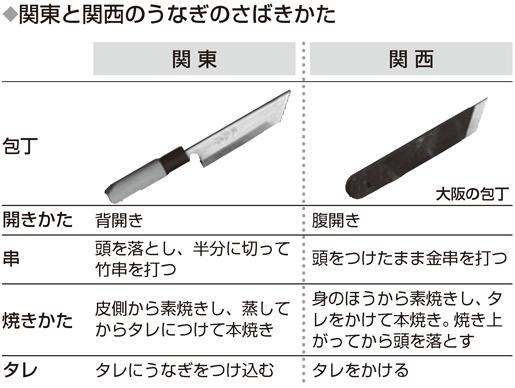 ◆関東と関西のうなぎのさばきかた
関東
関西
包丁
大阪の包丁
開きかた
背開き
腹開き
串
頭を落とし、半分に切って
竹串を打つ
頭をつけたまま金串を打つ
焼きかた
皮側から素焼きし、蒸して
からタレにつけて本焼き
身のほうから素焼きし、タ
レをかけて本焼き。焼き上
がってから頭を落とす
タレ
タレにうなぎをつけ込む
タレをかける